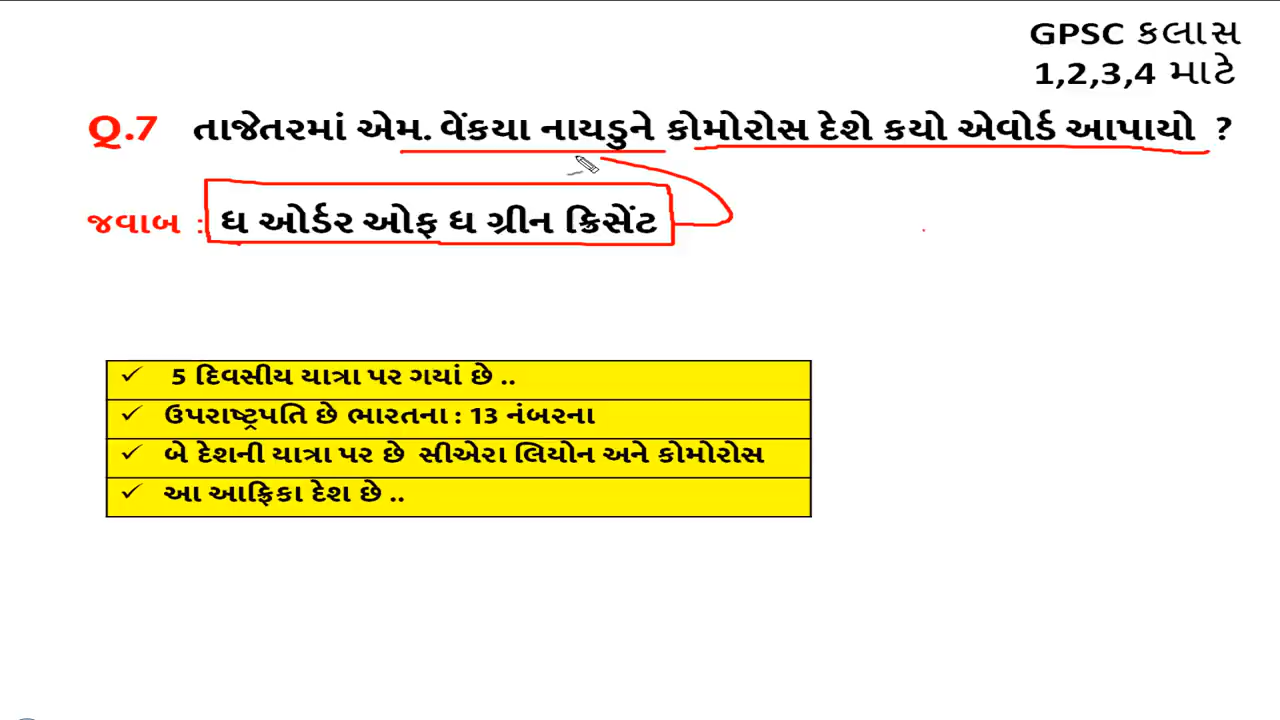 GPSC કલાસ
1,2,3,4 માટે
Q.7 તાજેતરમાં એમ. વેંકયા નાયડુને કોમોરોસ દેશે કયો એવોર્ડ આપાયો ?
જવાબ : ધ ઓર્ડર ઓફ ધ ગ્રીન ક્રિસેંટ
✓ 5 દિવસીય યાત્રા પર ગયાં છે ..
✓ ઉપરાષ્ટ્રપતિ છે ભારતના : 13 નંબરના
✓ બે દેશની યાત્રા પર છે સીએરા લિયોન અને કોમોરોસ
✓ આ આફ્રિકા દેશ છે ..